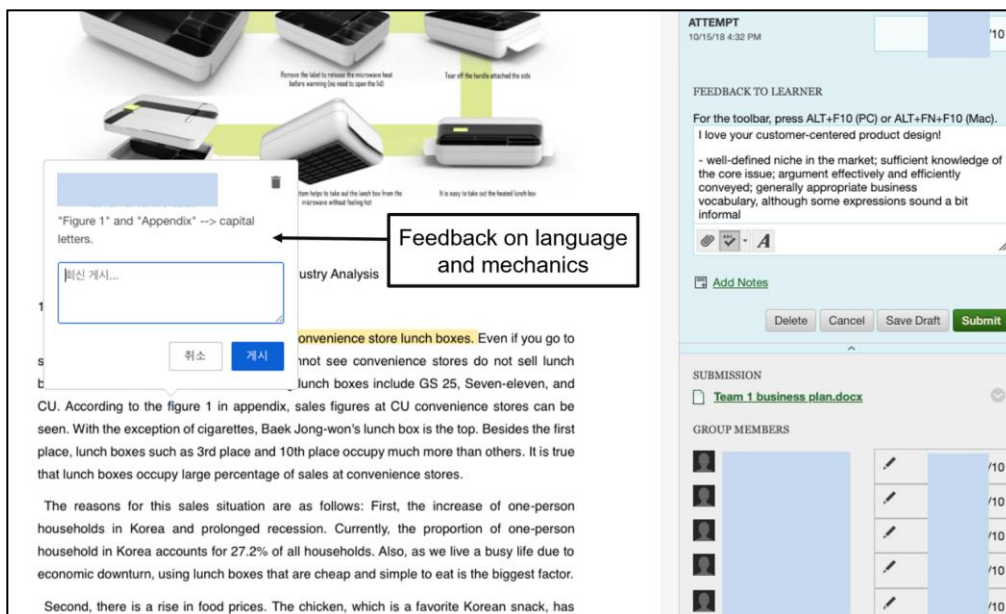 Remove the label to release the microwave heat
before warming (no need to open the lid)
Tear off the handle attached the side
tem helps to take out the lunch box from the
microwave without feeling hot
It is easy to take out the heated lunch box
"Figure 1" and "Appendix" --> capital
letters.
회신 게시...
취소
게시
Feedback on language
and mechanics
ustry Analysis
1
onvenience store lunch boxes. Even if you go to
s
nnot see convenience stores do not sell lunch
b
lunch boxes include GS 25, Seven-eleven, and
CU. According to the figure 1 in appendix, sales figures at CU convenience stores can be
seen. With the exception of cigarettes, Baek Jong-won's lunch box is the top. Besides the first
place, lunch boxes such as 3rd place and 10th place occupy much more than others. It is true
that lunch boxes occupy large percentage of sales at convenience stores.
The reasons for this sales situation are as follows: First, the increase of one-person
households in Korea and prolonged recession. Currently, the proportion of one-person
household in Korea accounts for 27.2% of all households. Also, as we live a busy life due to
economic downturn, using lunch boxes that are cheap and simple to eat is the biggest factor.
Second, there is a rise in food prices. The chicken, which is a favorite Korean snack, has
ATTEMPT
10/15/18 4:32 PM
/10
FEEDBACK TO LEARNER
For the toolbar, press ALT+F10 (PC) or ALT+FN+F10 (Mac).
I love your customer-centered product design!
- well-defined niche in the market; sufficient knowledge of
the core issue; argument effectively and efficiently
conveyed; generally appropriate business
vocabulary, although some expressions sound a bit
informal
Add Notes
Delete
Cancel
Save Draft
Submit
SUBMISSION
Team 1 business plan.docx
GROUP MEMBERS
/10
/10
/10
/10
/10